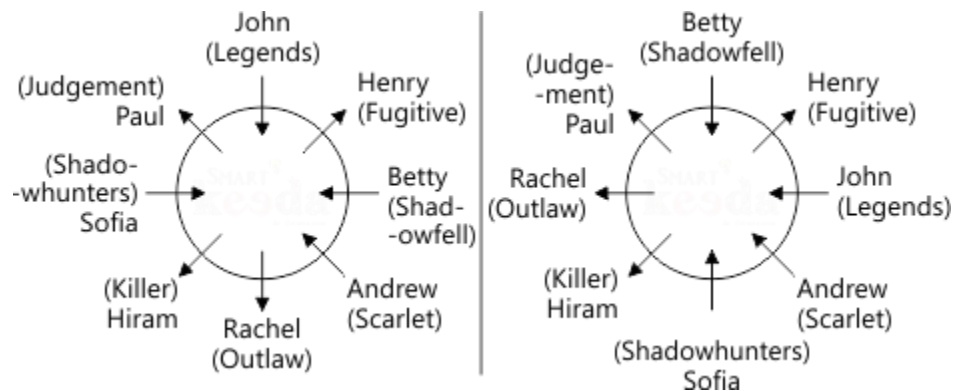 John
(Legends)
(Judgement)
Paul
Henry
(Fugitive)
(Shado-
-whunters)
Sofia
Betty
(Shad-
-owfell)
(Killer)
Hiram
Andrew
(Scarlet)
Rachel
(Outlaw)
Betty
(Shadowfell)
(Judge-
-ment)
Paul
Henry
(Fugitive)
Rachel
(Outlaw)
John
(Legends)
(Killer)
Hiram
Andrew
(Scarlet)
(Shadowhunters)
Sofia